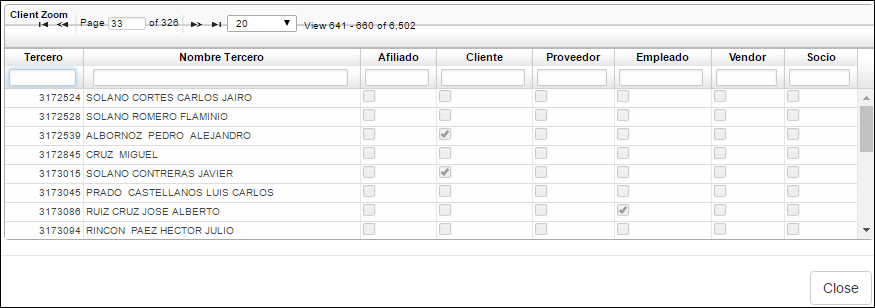 Client Zoom
Page 33 of 326 20 View 641 - 660 of 6,502
Tercero Nombre Tercero Afiliado Cliente Proveedor Empleado Vendor Socio
3172524 SOLANO CORTES CARLOS JAIRO
3172528 SOLANO ROMERO FLAMINIO
3172539 ALBORNOZ PEDRO ALEJANDRO
3172845 CRUZ MIGUEL
3173015 SOLANO CONTRERAS JAVIER
3173045 PRADO CASTELLANOS LUIS CARLOS
3173086 RUIZ CRUZ JOSE ALBERTO
3173094 RINCON PAEZ HECTOR JULIO
Close